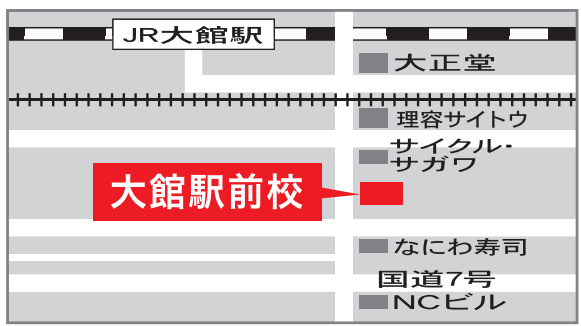 JR大館駅
大正堂
理容サイトウ
サイクル・
サガワ
大館駅前校
なにわ寿司
国道7号
NCビル